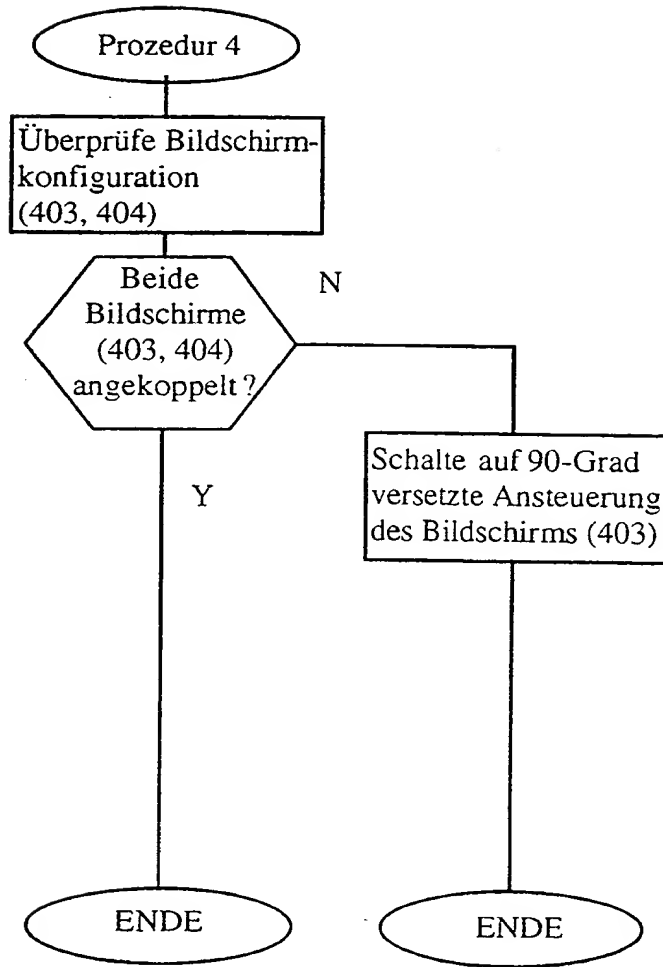 Prozedur 4
Überprüfe Bildschirm-
konfiguration
(403, 404)
Beide
Bildschirme
(403, 404)
angekoppelt?
N
Y
Schalte auf 90-Grad
versetzte Ansteuerung
des Bildschirms (403)
ENDE
ENDE